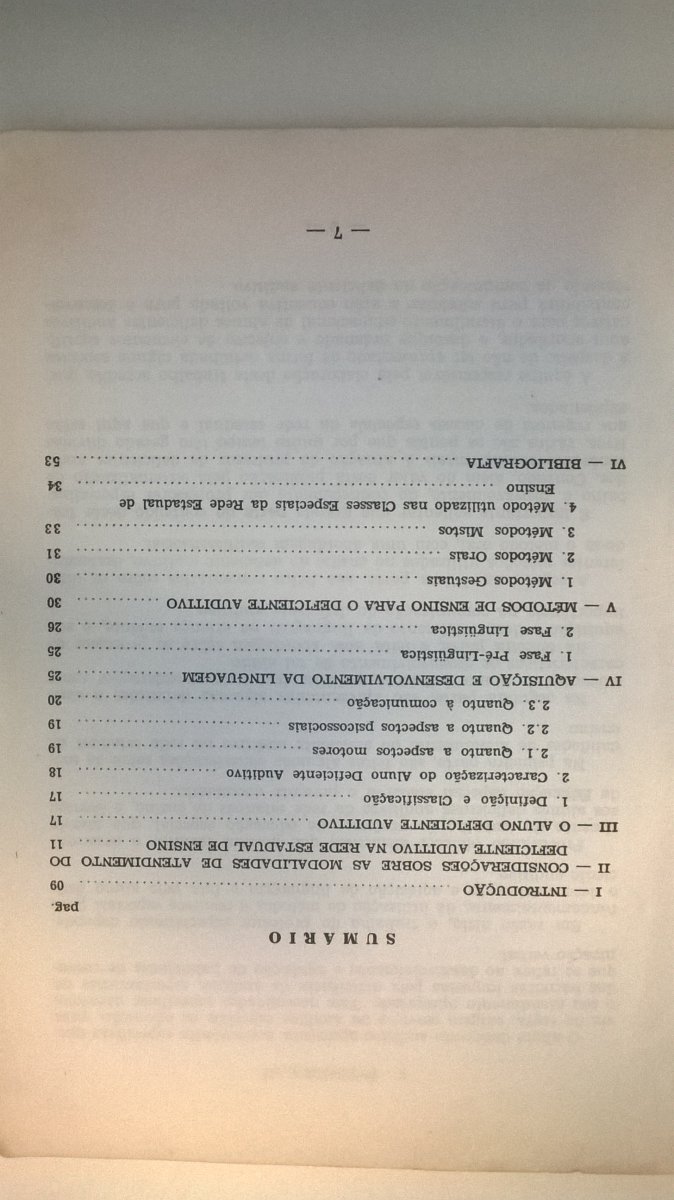 SUMÁRIO
pag.
I — INTRODUÇÃO .................................................. 09
II — CONSIDERAÇÕES SOBRE AS MODALIDADES DE ATENDIMENTO DO
DEFICIENTE AUDITIVO NA REDE ESTADUAL DE ENSINO ......... 11
III — O ALUNO DEFICIENTE AUDITIVO ............................... 17
1. Definição e Classificação ................................... 17
2. Caracterização do Aluno Deficiente Auditivo .................. 18
2.1. Quanto a aspectos motores ............................. 19
2.2. Quanto a aspectos psicossociais ........................ 19
2.3. Quanto à comunicação .................................. 20
IV — AQUISIÇÃO E DESENVOLVIMENTO DA LINGUAGEM .............. 25
1. Fase Pré-Lingüística ........................................ 25
2. Fase Lingüística ............................................ 26
V — MÉTODOS DE ENSINO PARA O DEFICIENTE AUDITIVO ............ 30
1. Métodos Gestuais ............................................ 30
2. Métodos Orais ............................................... 31
3. Métodos Mistos .............................................. 33
4. Método utilizado nas Classes Especiais da Rede Estadual de
Ensino ...................................................... 34
VI — BIBLIOGRAFIA ................................................. 53
— 7 —